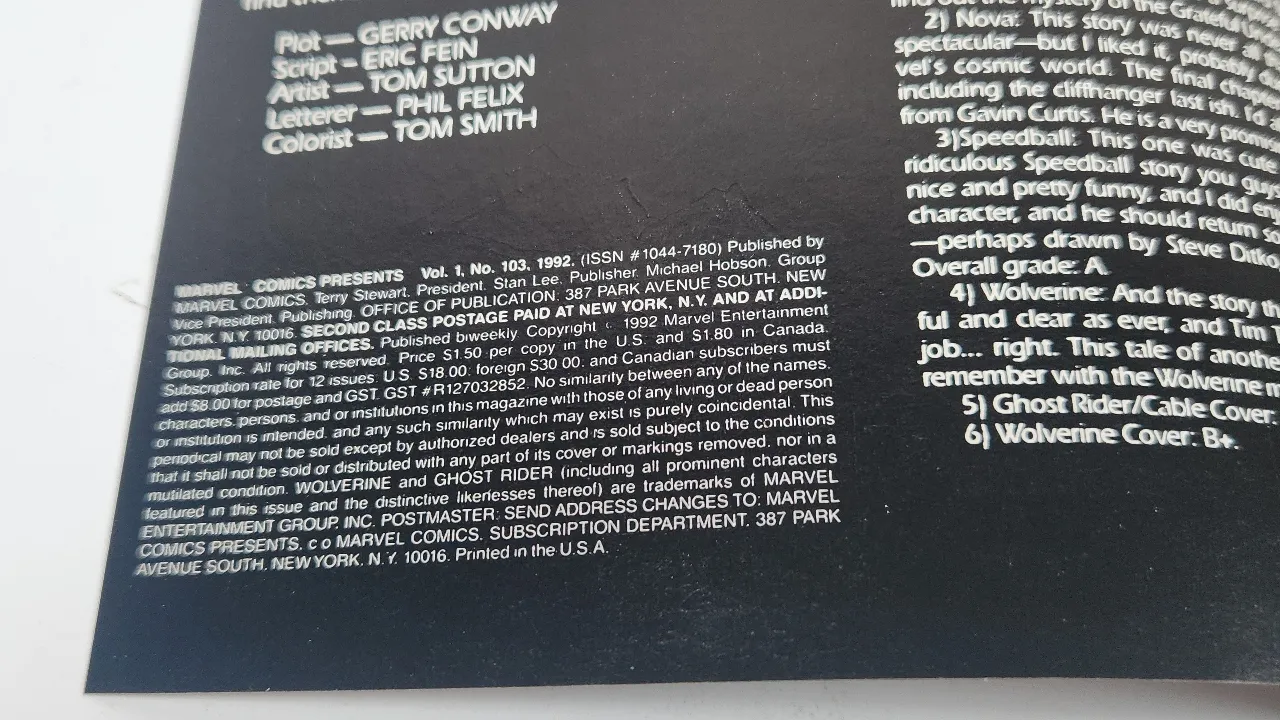 Plot — GERRY CONWAY
Script – ERIC FEIN
Artist — TOM SUTTON
Letterer — PHIL FELIX
Colorist — TOM SMITH
MARVEL COMICS PRESENTS Vol. 1, No. 103, 1992. (ISSN #1044-7180) Published by
MARVEL COMICS, Terry Stewart, President. Stan Lee, Publisher. Michael Hobson, Group
Vice President, Publishing. OFFICE OF PUBLICATION: 387 PARK AVENUE SOUTH, NEW
YORK, N.Y. 10016. SECOND CLASS POSTAGE PAID AT NEW YORK, N.Y. AND AT ADDI-
TIONAL MAILING OFFICES. Published biweekly. Copyright © 1992 Marvel Entertainment
Group, Inc. All rights reserved. Price $1.50 per copy in the U.S. and $1.80 in Canada.
Subscription rate for 12 issues. U.S. $18.00; foreign $30.00; and Canadian subscribers must
add $8.00 for postage and GST. GST #R127032852. No similarity between any of the names,
characters, persons, and or institutions in this magazine with those of any living or dead person
or institution is intended, and any such similarity which may exist is purely coincidental. This
periodical may not be sold except by authorized dealers and is sold subject to the conditions
that it shall not be sold or distributed with any part of its cover or markings removed, nor in a
mutilated condition. WOLVERINE and GHOST RIDER (including all prominent characters
featured in this issue and the distinctive likenesses thereof) are trademarks of MARVEL
ENTERTAINMENT GROUP, INC. POSTMASTER: SEND ADDRESS CHANGES TO: MARVEL
COMICS PRESENTS, c o MARVEL COMICS, SUBSCRIPTION DEPARTMENT, 387 PARK
AVENUE SOUTH, NEW YORK, N.Y. 10016. Printed in the U.S.A.
find out the mystery of the Grateful
2) Nova: This story was never all
spectacular—but I liked it, probably
vel's cosmic world. The final chapter
including the cliffhanger last ish. I'd
from Gavin Curtis. He is a very
3)Speedball: This one was cute
ridiculous Speedball story you guys
nice and pretty funny, and I did
character, and he should return
—perhaps drawn by Steve Ditko
Overall grade: A.
4) Wolverine: And the story
ful and clear as ever, and Tim
job... right. This tale of
remember with the Wolverine
5) Ghost Rider/Cable Cover:
6) Wolverine Cover: B+.